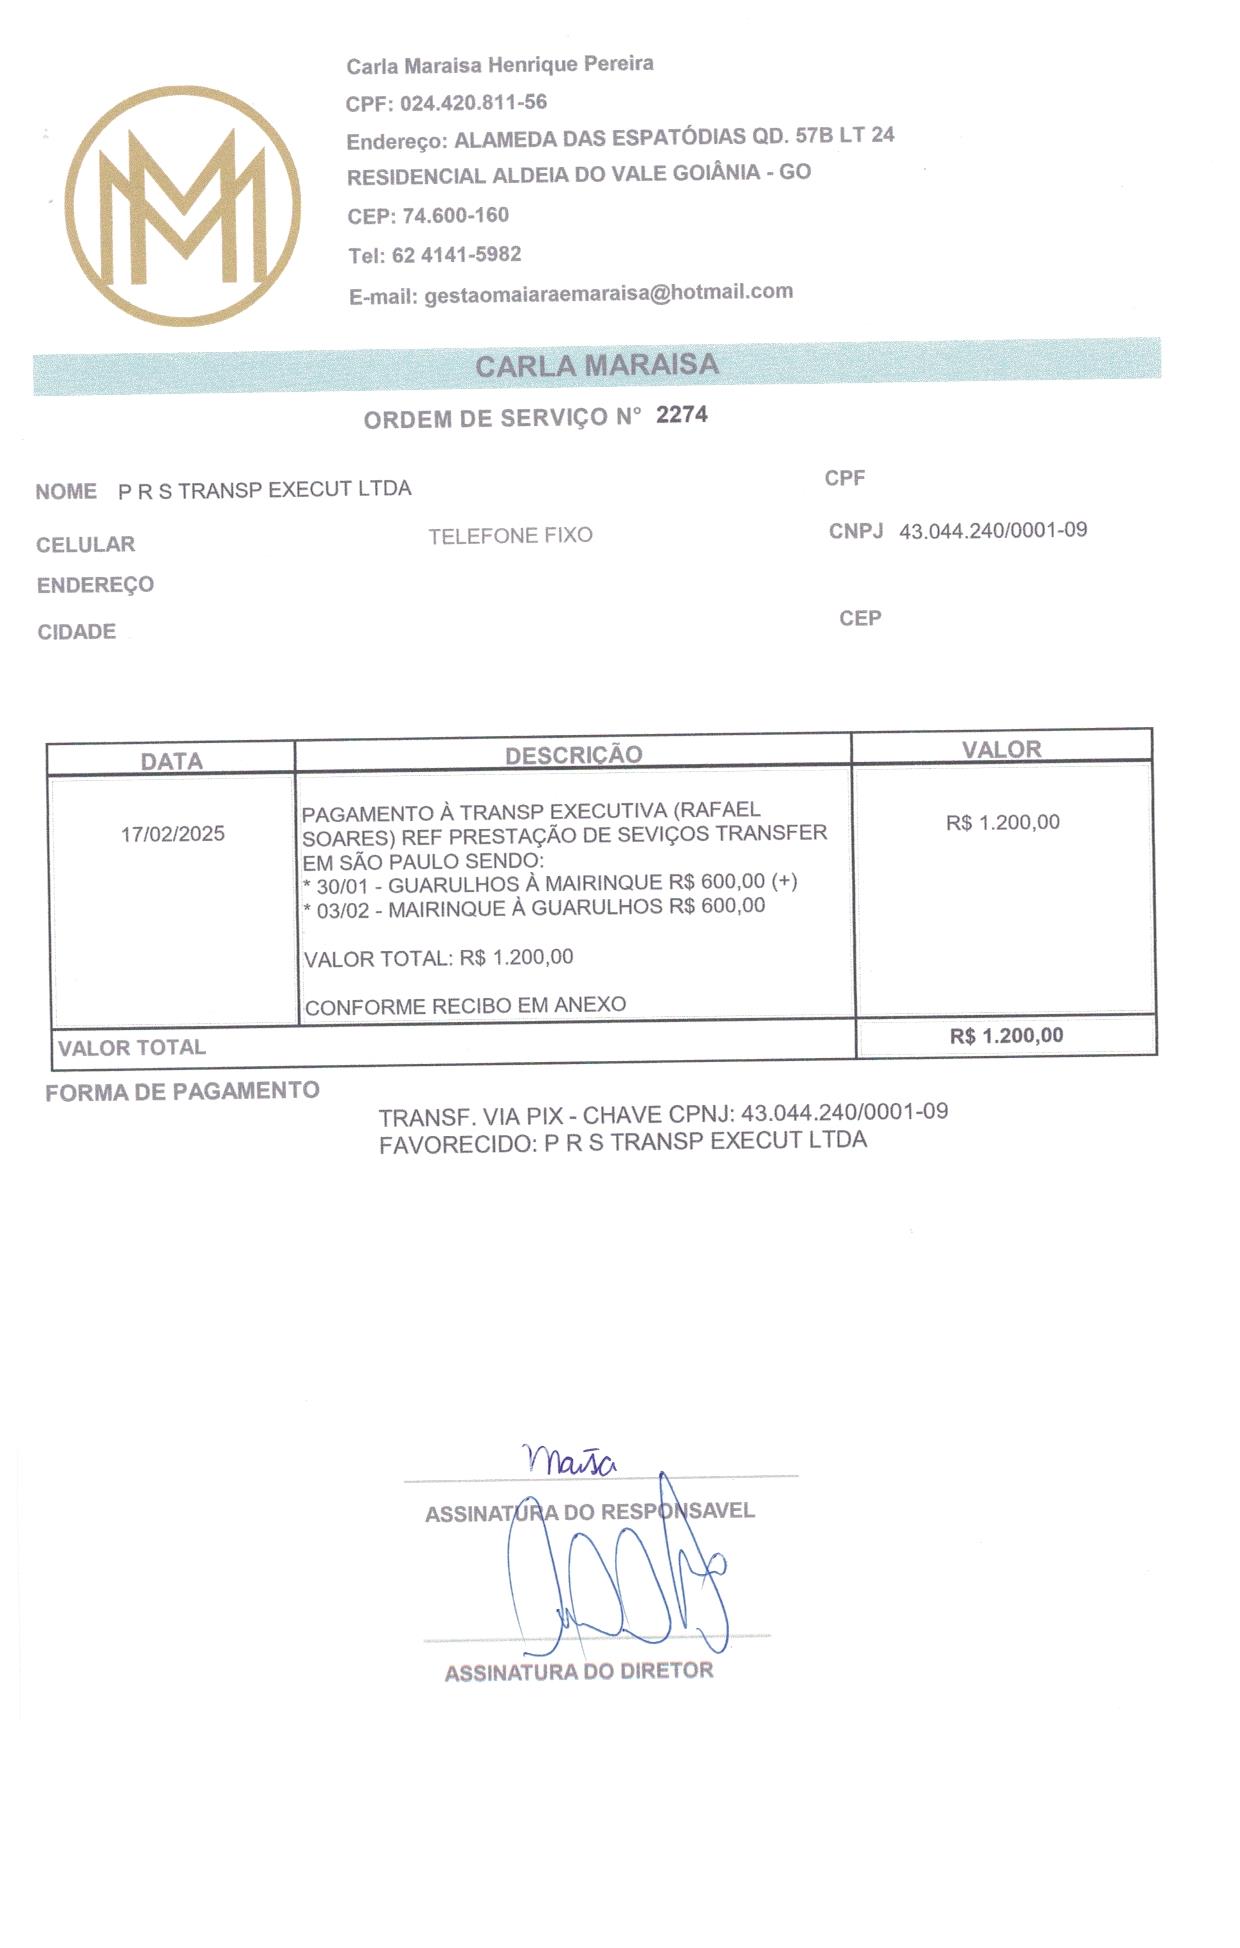 Carla Maraisa Henrique Pereira
CPF: 024.420.811-56
Endereço: ALAMEDA DAS ESPATÓDIAS QD. 57B LT 24
RESIDENCIAL ALDEIA DO VALE GOIÂNIA - GO
CEP: 74.600-160
Tel: 62 4141-5982
E-mail: gestaomaiaraemaraisa@hotmail.com
CARLA MARAISA
ORDEM DE SERVIÇO N° 2274
NOME P R S TRANSP EXECUT LTDA CPF
CELULAR TELEFONE FIXO CNPJ 43.044.240/0001-09
ENDEREÇO
CIDADE CEP
DATA DESCRIÇÃO VALOR
17/02/2025
PAGAMENTO À TRANSP EXECUTIVA (RAFAEL
SOARES) REF PRESTAÇÃO DE SEVIÇOS TRANSFER
EM SÃO PAULO SENDO:
* 30/01 - GUARULHOS À MAIRINQUE R$ 600,00 (+)
* 03/02 - MAIRINQUE À GUARULHOS R$ 600,00
VALOR TOTAL: R$ 1.200,00
CONFORME RECIBO EM ANEXO
R$ 1.200,00
VALOR TOTAL R$ 1.200,00
FORMA DE PAGAMENTO
TRANSF. VIA PIX - CHAVE CPNJ: 43.044.240/0001-09
FAVORECIDO: P R S TRANSP EXECUT LTDA
ASSINATURA DO RESPONSAVEL
ASSINATURA DO DIRETOR